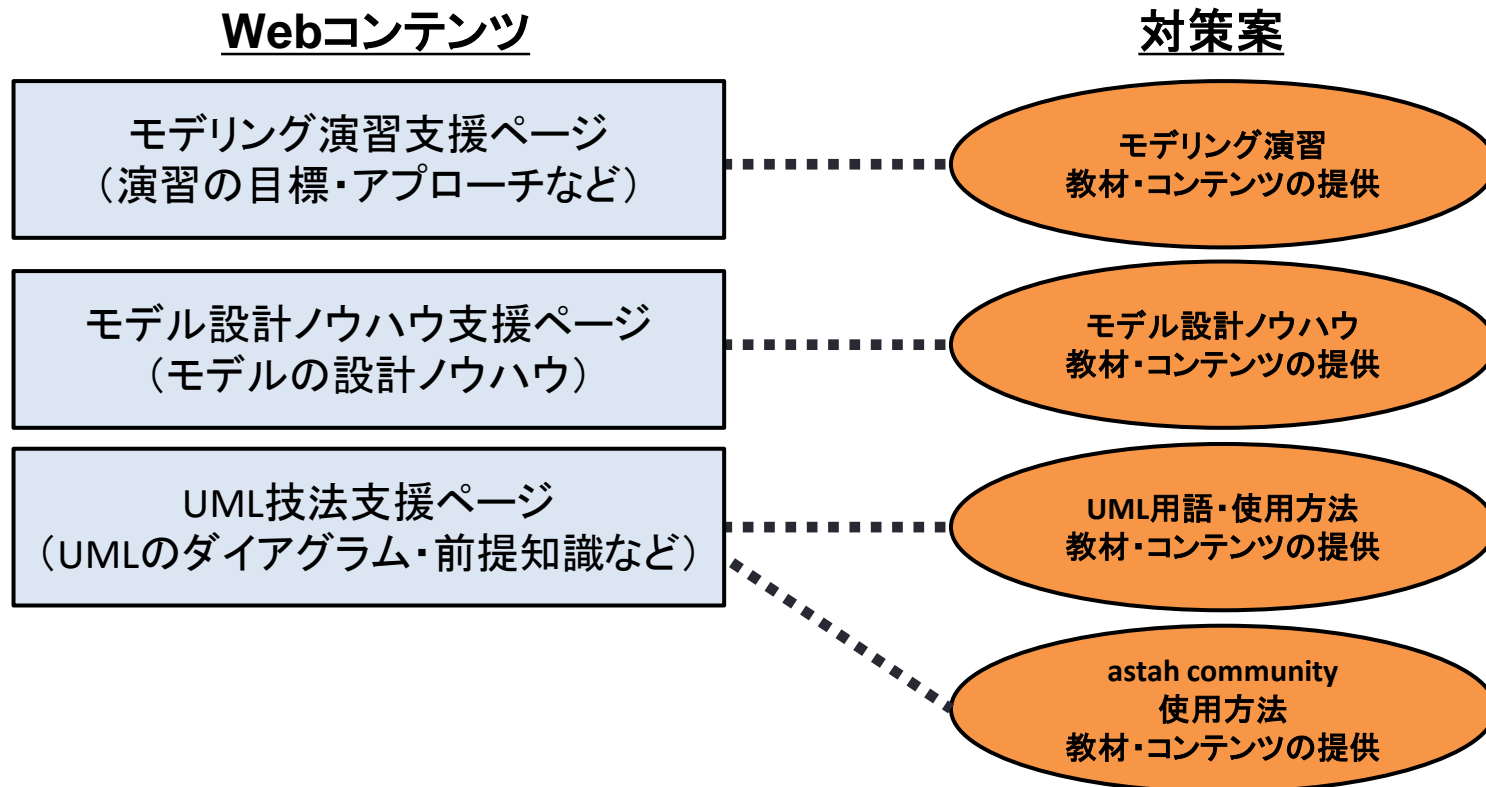 Webコンテンツ
対策案
モデリング演習支援ページ
（演習の目標・アプローチなど）
モデリング演習
教材・コンテンツの提供
モデル設計ノウハウ支援ページ
（モデルの設計ノウハウ）
モデル設計ノウハウ
教材・コンテンツの提供
UML技法支援ページ
（UMLのダイアグラム・前提知識など）
UML用語・使用方法
教材・コンテンツの提供
astah community
使用方法
教材・コンテンツの提供